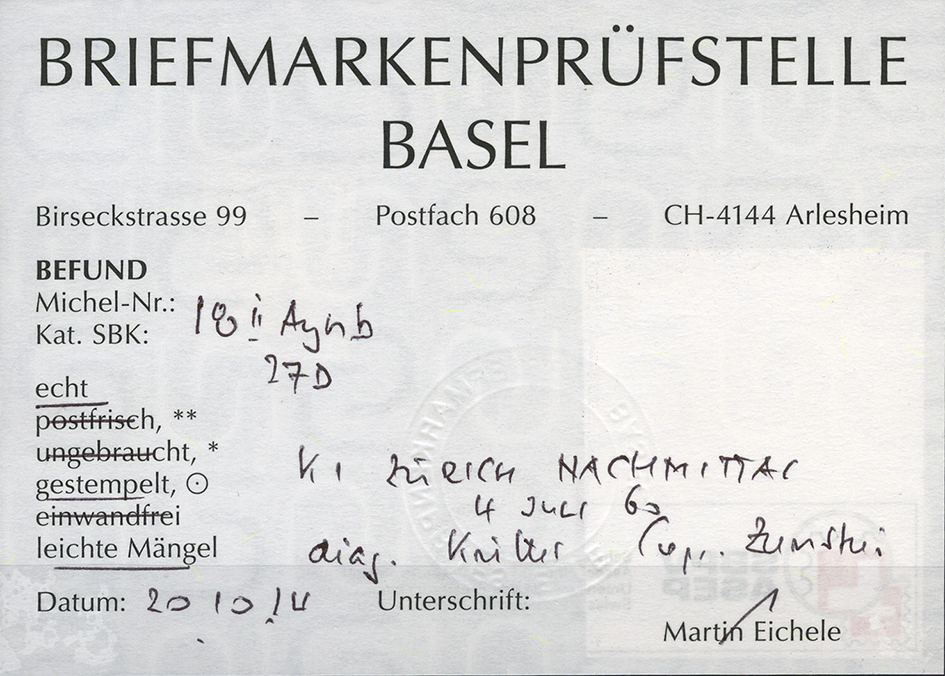 BRIEFMARKENPRÜFSTELLE
BASEL
Birseckstrasse 99 – Postfach 608 – CH-4144 Arlesheim
BEFUND
Michel-Nr.: 18 II Aynb
Kat. SBK: 27D
echt
postfrisch, **
ungebraucht, *
gestempelt, ⊙
einwandfrei
leichte Mängel
K1 ZÜRICH NACHMITTAG
4 JULI 60
diag.
Datum: 20 10 14
Unterschrift:
Martin Eichele